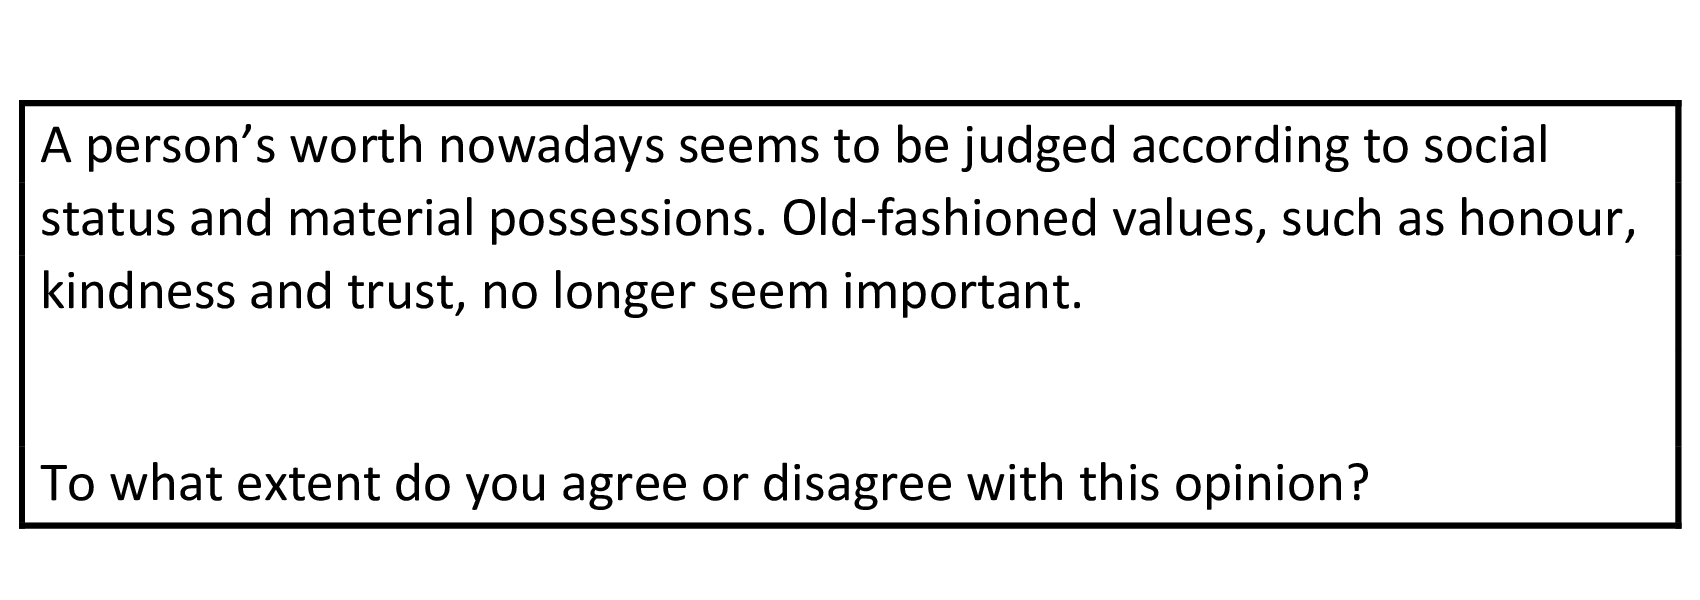 A person’s worth nowadays seems to be judged according to social
status and material possessions. Old-fashioned values, such as honour,
kindness and trust, no longer seem important.
To what extent do you agree or disagree with this opinion?